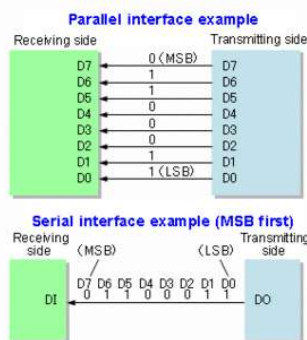 Parallel interface example
Receiving side Transmitting side
0 (MSB)
D7 D7
1
D6 D6
1
D5 D5
0
D4 D4
0
D3 D3
0
D2 D2
1
D1 D1
1 (LSB)
D0 D0
Serial interface example (MSB first)
Receiving side (MSB) (LSB) Transmitting side
D7 D6 D5 D4 D3 D2 D1 D0
0 1 1 0 0 0 1 1
DI DO